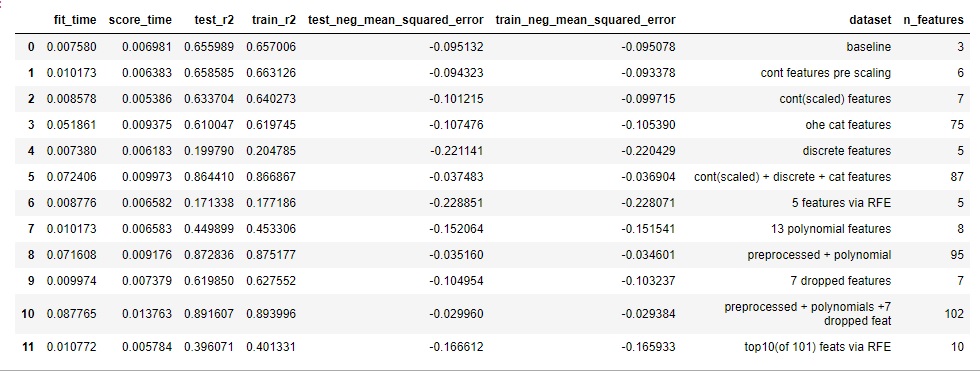 fit_time score_time test_r2 train_r2 test_neg_mean_squared_error train_neg_mean_squared_error dataset n_features
0 0.007580 0.006981 0.655989 0.657006 -0.095132 -0.095078 baseline 3
1 0.010173 0.006383 0.658585 0.663126 -0.094323 -0.093378 cont features pre scaling 6
2 0.008578 0.005386 0.633704 0.640273 -0.101215 -0.099715 cont(scaled) features 7
3 0.051861 0.009375 0.610047 0.619745 -0.107476 -0.105390 ohe cat features 75
4 0.007380 0.006183 0.199790 0.204785 -0.221141 -0.220429 discrete features 5
5 0.072406 0.009973 0.864410 0.866867 -0.037483 -0.036904 cont(scaled) + discrete + cat features 87
6 0.008776 0.006582 0.171338 0.177186 -0.228851 -0.228071 5 features via RFE 5
7 0.010173 0.006583 0.449899 0.453306 -0.152064 -0.151541 13 polynomial features 8
8 0.071608 0.009176 0.872836 0.875177 -0.035160 -0.034601 preprocessed + polynomial 95
9 0.009974 0.007379 0.619850 0.627552 -0.104954 -0.103237 7 dropped features 7
10 0.087765 0.013763 0.891607 0.893996 -0.029960 -0.029384 preprocessed + polynomials +7 102
dropped feat
11 0.010772 0.005784 0.396071 0.401331 -0.166612 -0.165933 top10(of 101) feats via RFE 10